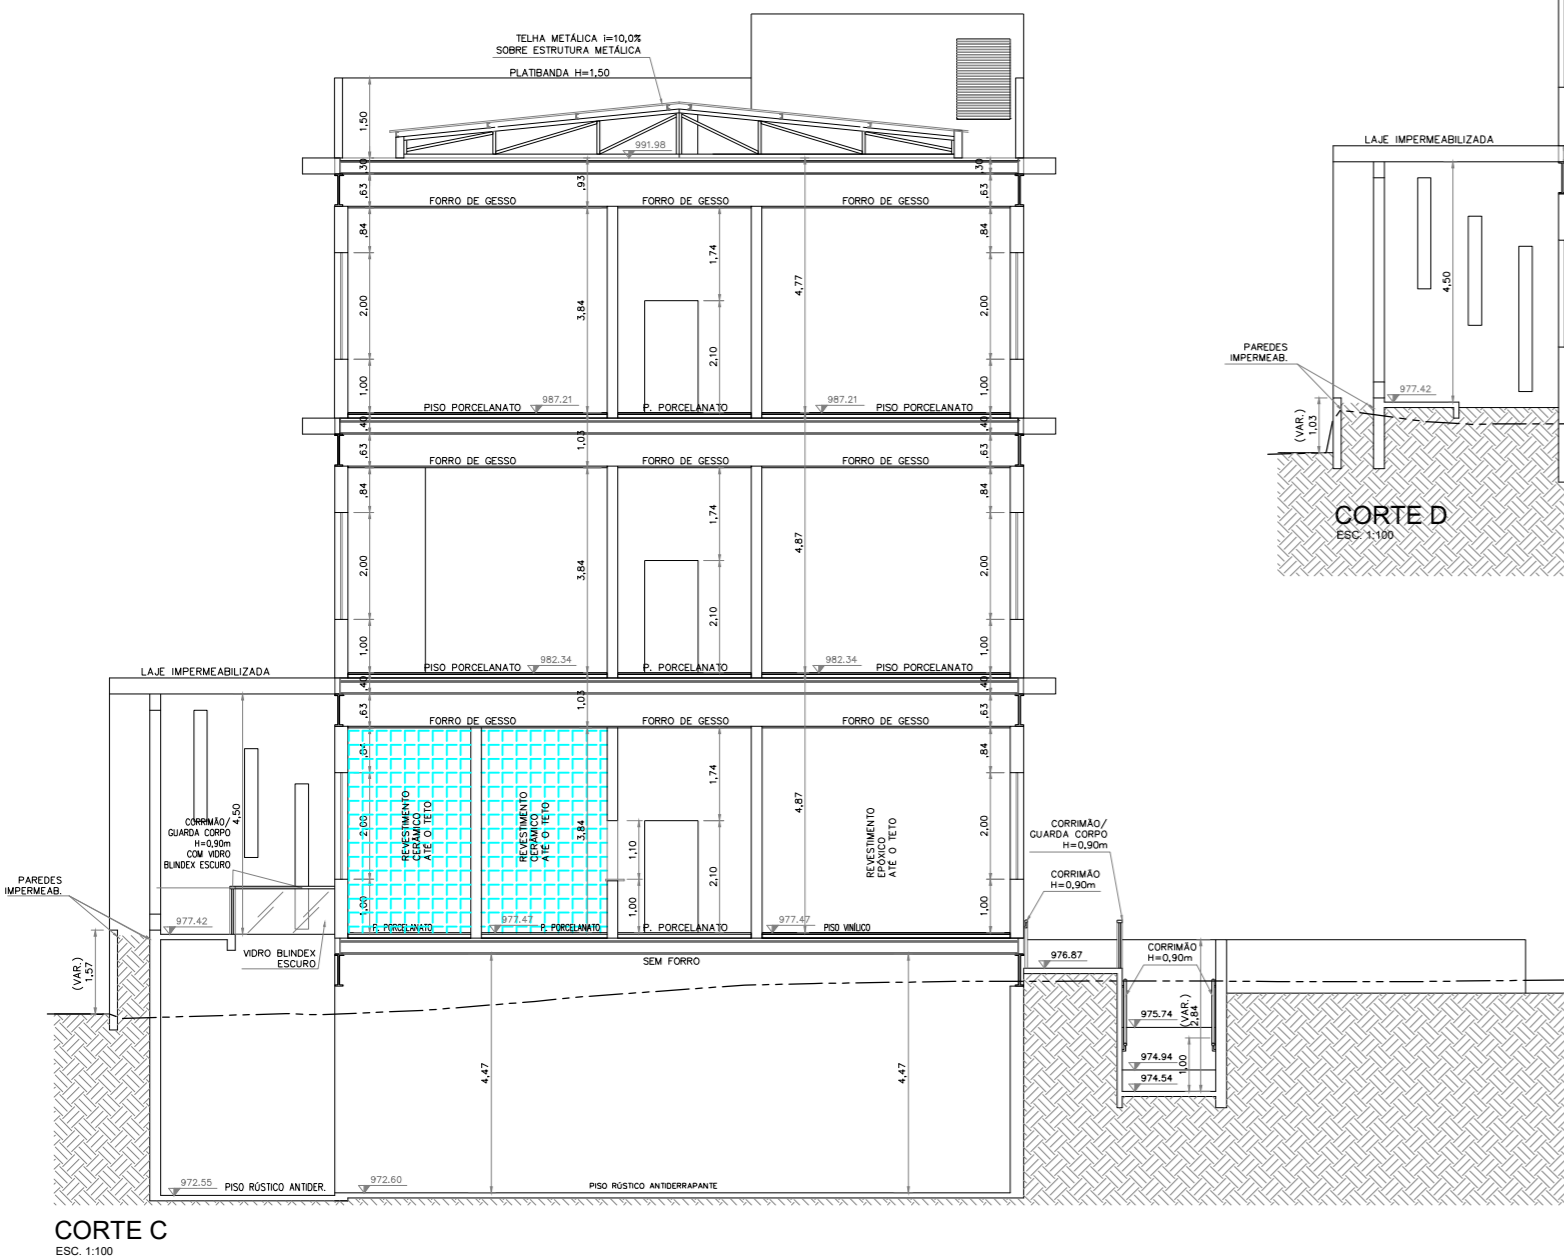 TELHA METÁLICA i=10,0%
SOBRE ESTRUTURA METÁLICA
PLATIBANDA H=1,50
1,50
991.98
,30
,93
,30
,63
,63
FORRO DE GESSO
FORRO DE GESSO
FORRO DE GESSO
,84
1,74
,84
2,00
3,84
4,77
2,00
2,10
1,00
1,00
PISO PORCELANATO
987.21
P. PORCELANATO
987.21
PISO PORCELANATO
,40
1,03
,40
,63
,63
FORRO DE GESSO
FORRO DE GESSO
FORRO DE GESSO
,84
1,74
,84
2,00
3,84
4,87
2,00
2,10
1,00
1,00
PISO PORCELANATO
982.34
P. PORCELANATO
982.34
PISO PORCELANATO
LAJE IMPERMEABILIZADA
,40
1,03
,40
,63
,63
FORRO DE GESSO
FORRO DE GESSO
FORRO DE GESSO
,84
1,74
,84
4,50
CORRIMÃO/
GUARDA CORPO
H=0,90m
COM VIDRO
BLINDEX ESCURO
2,00
REVESTIMENTO
CERÂMICO
ATÉ O TETO
REVESTIMENTO
CERÂMICO
ATÉ O TETO
3,84
1,10
2,10
4,87
REVESTIMENTO
EPÓXICO
ATÉ O TETO
2,00
CORRIMÃO/
GUARDA CORPO
H=0,90m
CORRIMÃO
H=0,90m
PAREDES
IMPERMEAB.
1,00
1,00
1,00
977.42
P. PORCELANATO
977.47
P. PORCELANATO
P. PORCELANATO
977.47
PISO VINÍLICO
VIDRO BLINDEX
ESCURO
SEM FORRO
976.87
CORRIMÃO
H=0,90m
(VAR.)
1,57
975.74
(VAR.)
2,84
974.94
1,00
974.54
4,47
4,47
972.55
PISO RÚSTICO ANTIDER.
972.60
PISO RÚSTICO ANTIDERRAPANTE
CORTE C
ESC. 1:100
LAJE IMPERMEABILIZADA
4,50
PAREDES
IMPERMEAB.
977.42
(VAR.)
1,03
CORTE D
ESC. 1:100